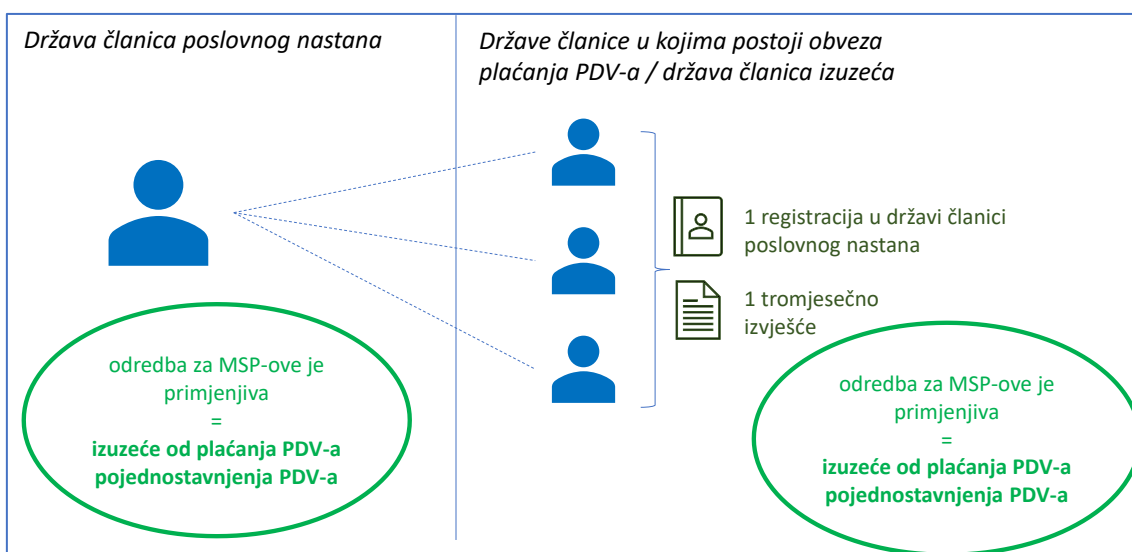 Država članica poslovnog nastana
Države članice u kojima postoji obveza
plaćanja PDV-a / država članica izuzeća
1 registracija u državi članici
poslovnog nastana
1 tromjesečno
izvješće
odredba za MSP-ove je
primjenjiva
=
izuzeće od plaćanja PDV-a
pojednostavnjenja PDV-a
odredba za MSP-ove je
primjenjiva
=
izuzeće od plaćanja PDV-a
pojednostavnjenja PDV-a